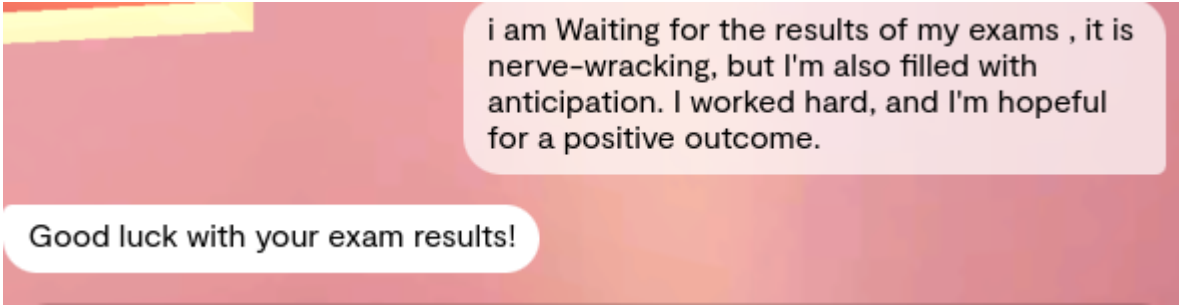 i am Waiting for the results of my exams , it is
nerve-wracking, but I'm also filled with
anticipation. I worked hard, and I'm hopeful
for a positive outcome.
Good luck with your exam results!